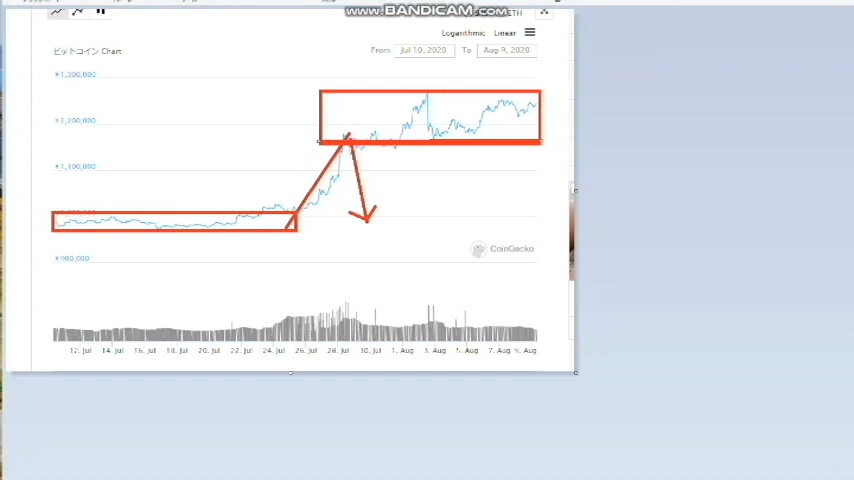 www.BANDICAM.com
ETH
Logarithmic Linear
ビットコイン Chart
From Jul 10, 2020 To Aug 9, 2020
¥1,300,000
¥1,200,000
¥1,100,000
¥900,000
CoinGecko
12. Jul 14. Jul 16. Jul 18. Jul 20. Jul 22. Jul 24. Jul 26. Jul 28. Jul 30. Jul 1. Aug 3. Aug 5. Aug 7. Aug 9. Aug